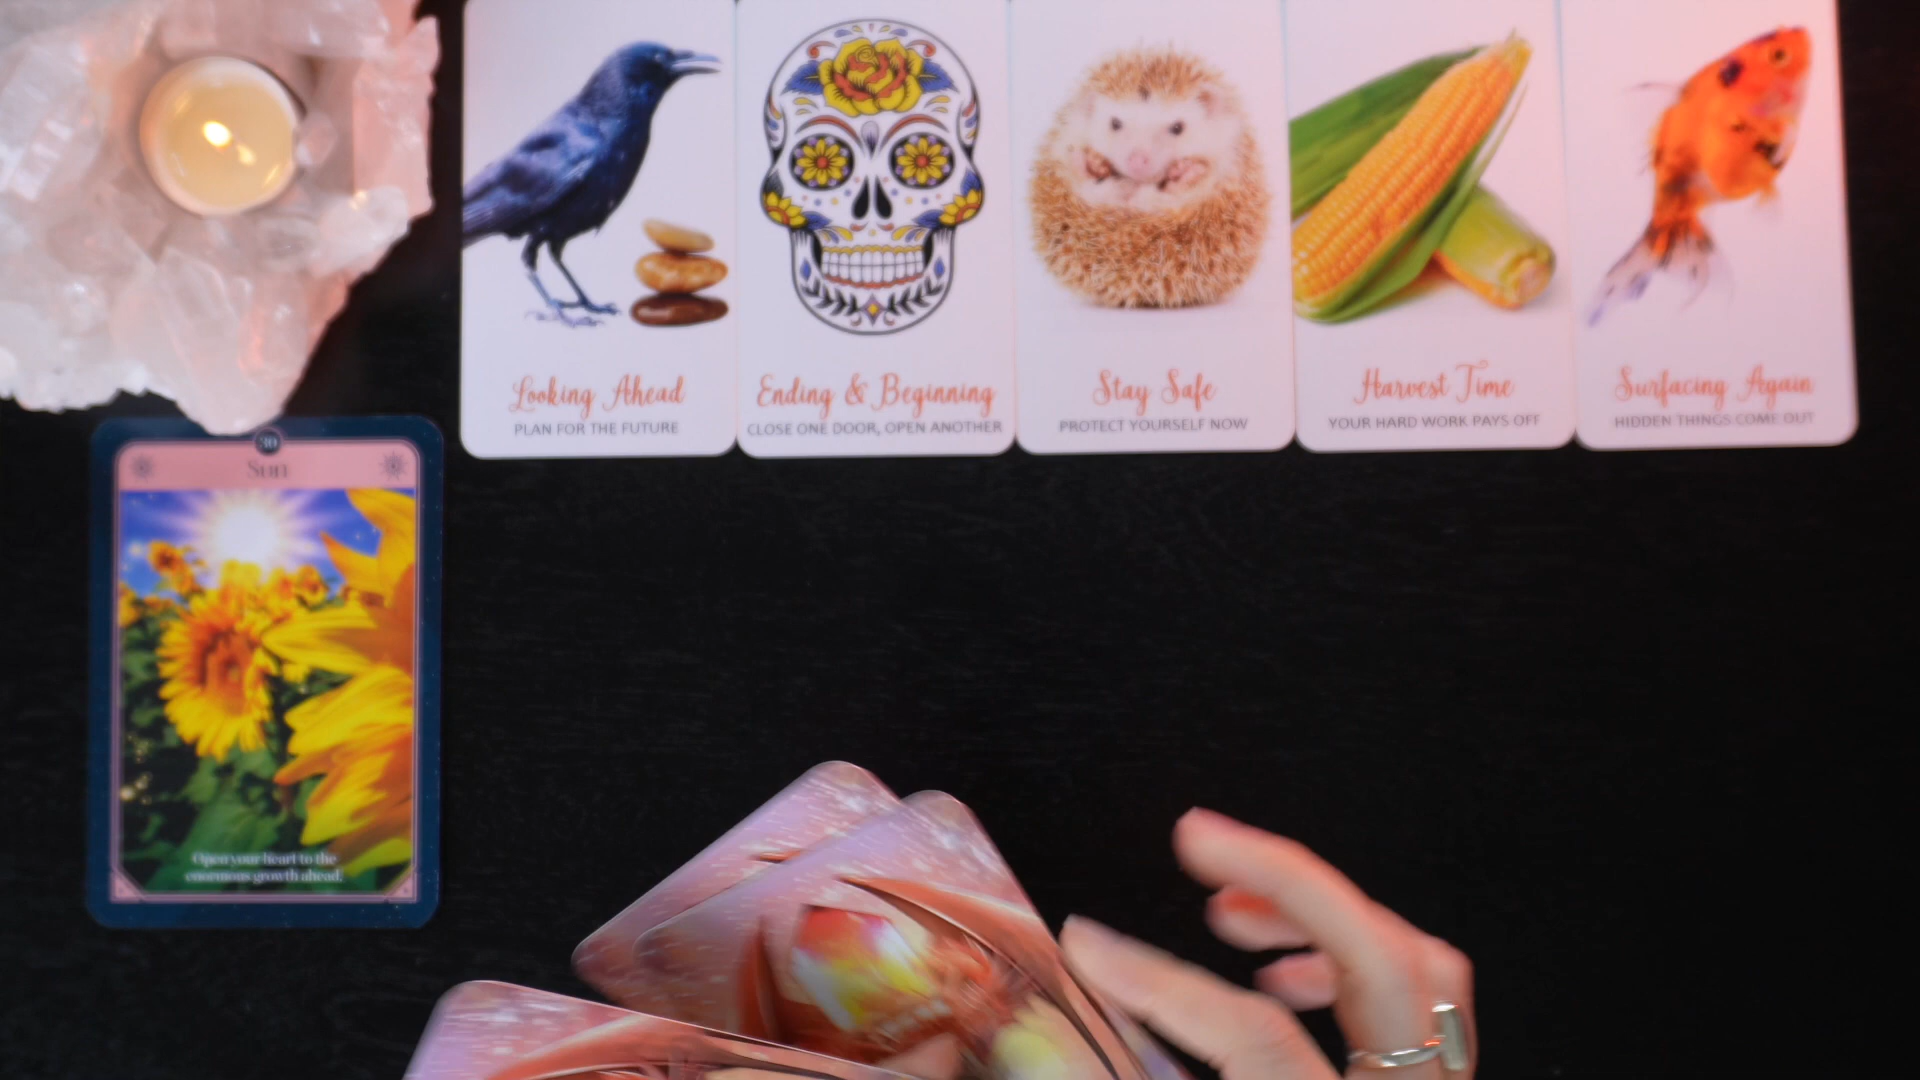 Looking Ahead
PLAN FOR THE FUTURE
Ending & Beginning
CLOSE ONE DOOR, OPEN ANOTHER
Stay Safe
PROTECT YOURSELF NOW
Harvest Time
YOUR HARD WORK PAYS OFF
Surfacing Again
HIDDEN THINGS COME OUT
30
Sun
Open your heart to the
enormous growth ahead.